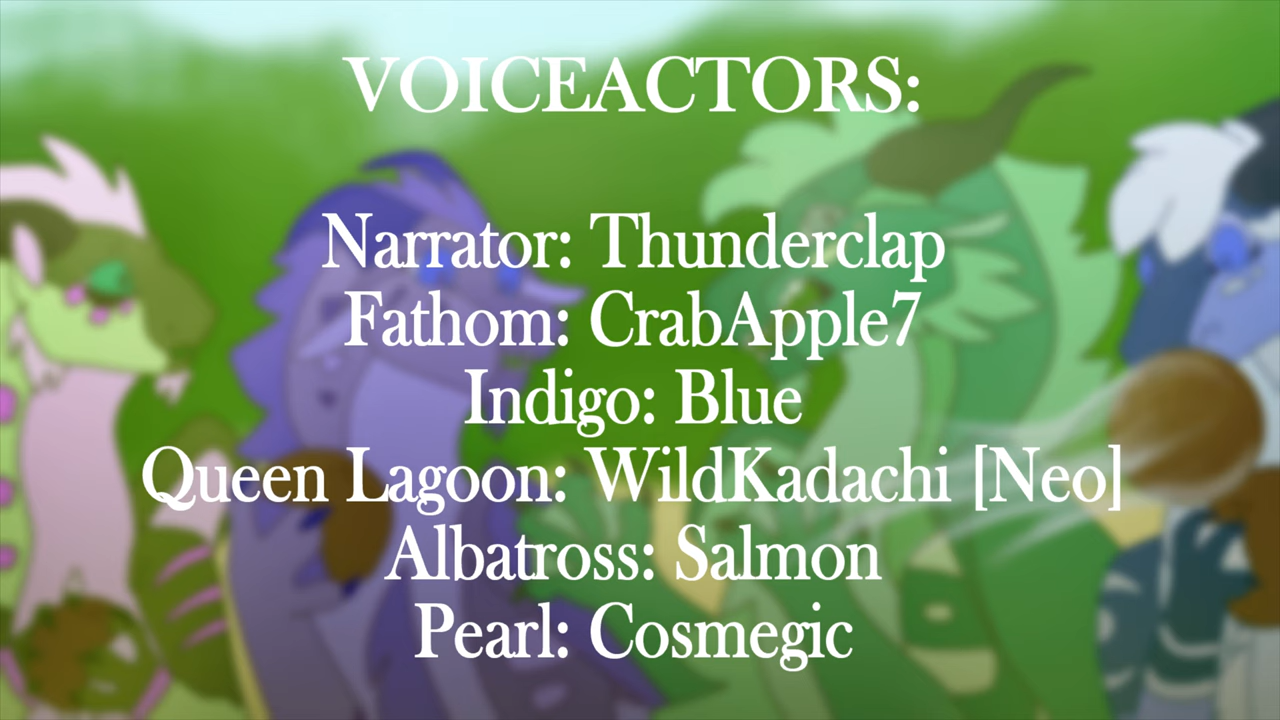 VOICEACTORS:
Narrator: Thunderclap
Fathom: CrabApple7
Indigo: Blue
Queen Lagoon: WildKadachi [Neo]
Albatross: Salmon
Pearl: Cosmegic